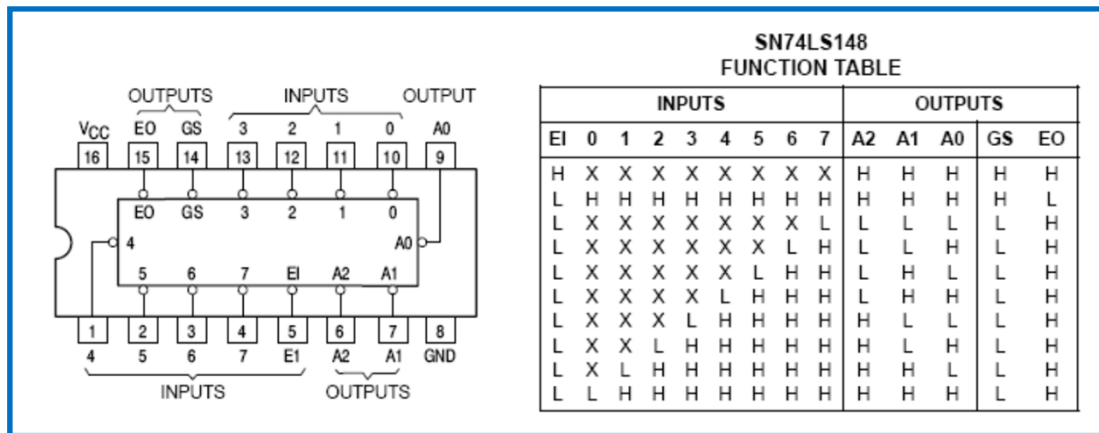 OUTPUTS INPUTS OUTPUT
VCC EO GS 3 2 1 0 A0
16 15 14 13 12 11 10 9
EO GS 3 2 1 0
4 A0
5 6 7 EI A2 A1
1 2 3 4 5 6 7 8
4 5 6 7 E1 A2 A1 GND
INPUTS OUTPUTS
SN74LS148
FUNCTION TABLE
INPUTS OUTPUTS
EI 0 1 2 3 4 5 6 7 A2 A1 A0 GS EO
H X X X X X X X X H H H H H
L H H H H H H H H H H H H L
L X X X X X X X L L L L L H
L X X X X X X L H L L H L H
L X X X X X L H H L H L L H
L X X X X L H H H L H H L H
L X X X L H H H H H L L L H
L X X L H H H H H H L H L H
L X L H H H H H H H H L L H
L L H H H H H H H H H H L H